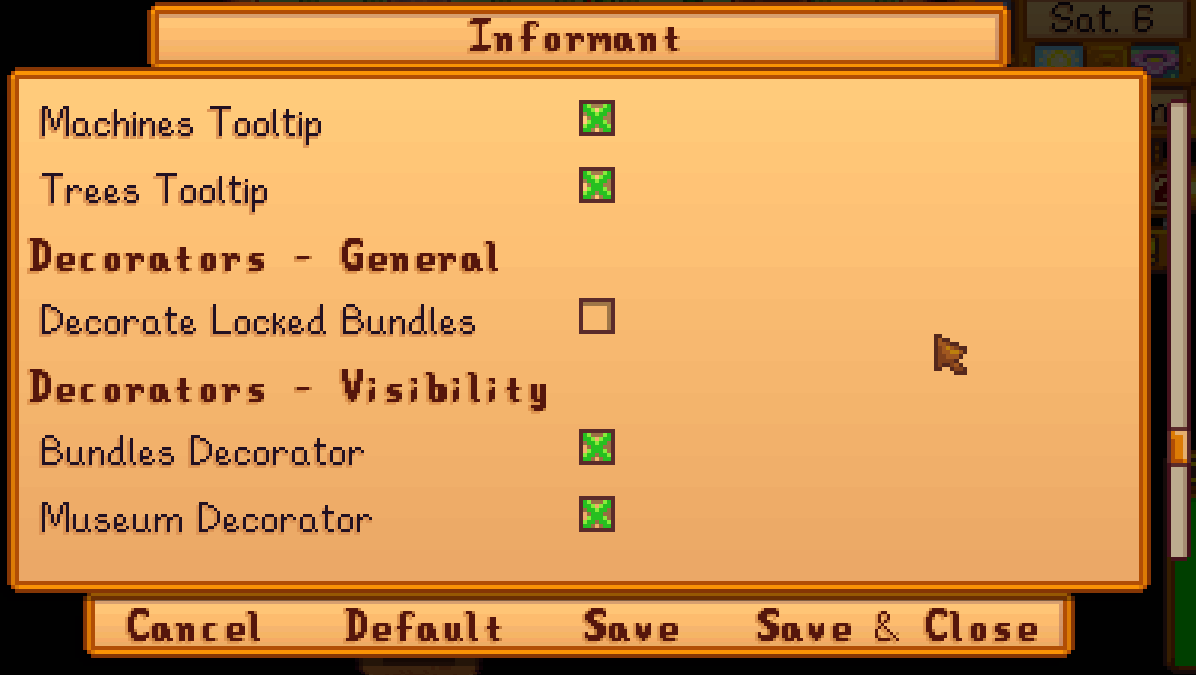 Sat. 6
Informant
Machines Tooltip
Trees Tooltip
Decorators - General
Decorate Locked Bundles
Decorators - Visibility
Bundles Decorator
Museum Decorator
Cancel Default Save Save & Close